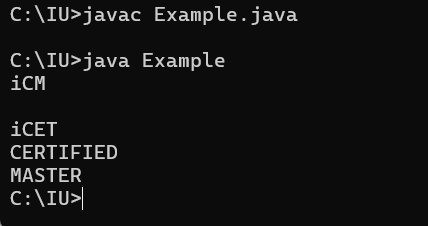 C:\IU>javac Example.java
C:\IU>java Example
iCM
iCET
CERTIFIED
MASTER
C:\IU>